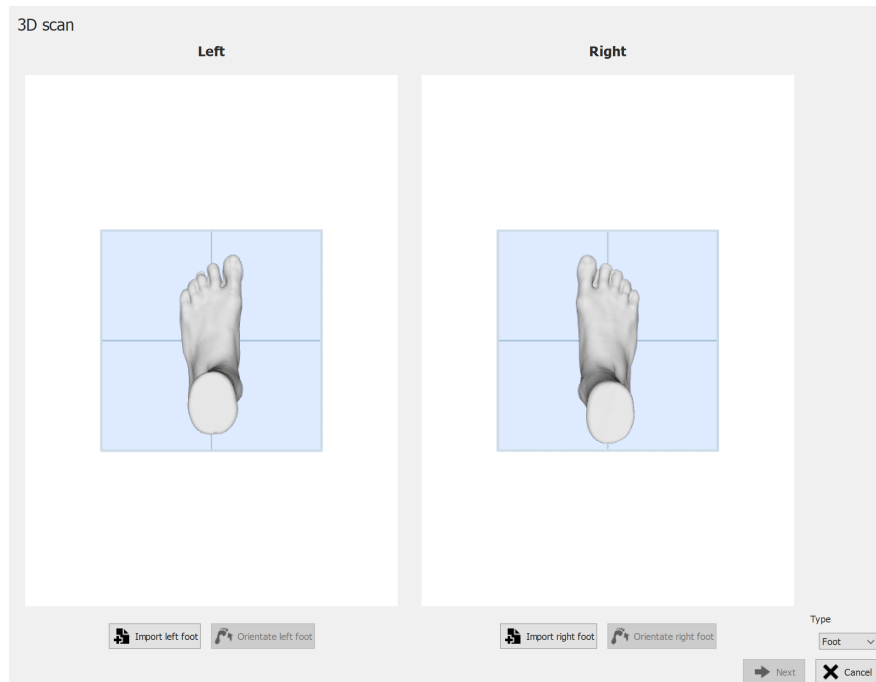 3D scan
Left
Right
Import left foot
Orientate left foot
Import right foot
Orientate right foot
Type
Foot
Next
Cancel